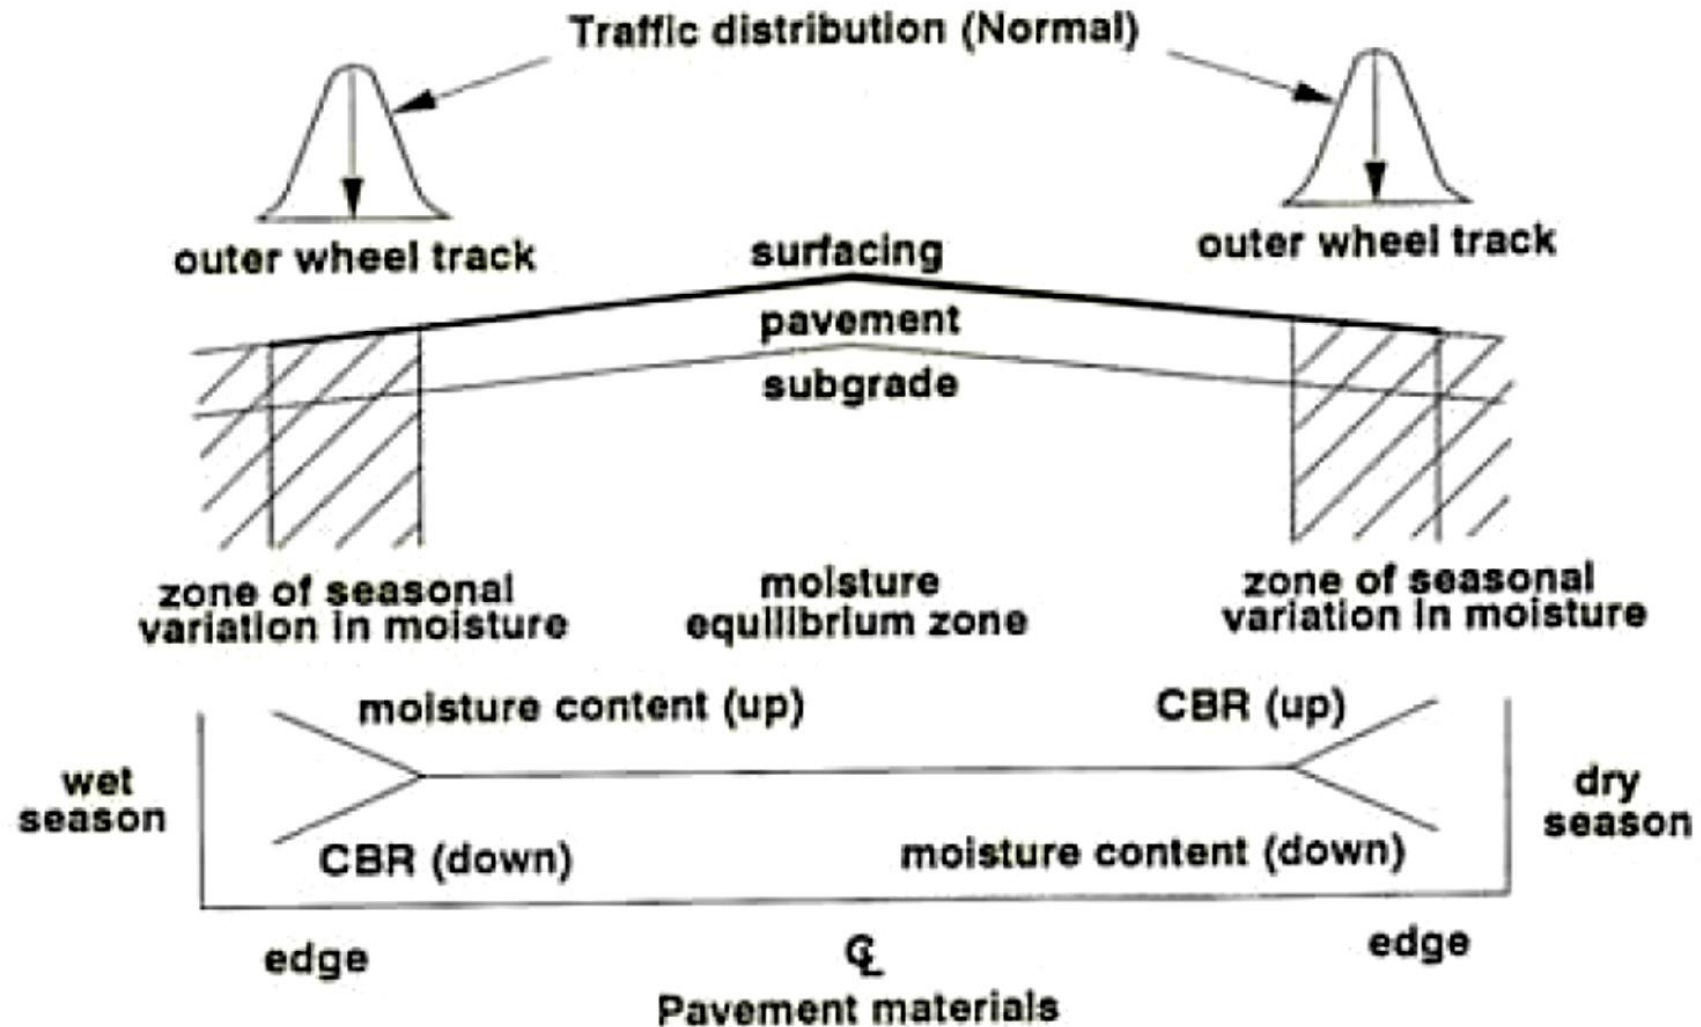 Traffic distribution (Normal)
outer wheel track
outer wheel track
surfacing
pavement
subgrade
zone of seasonal
variation in moisture
moisture
equilibrium zone
zone of seasonal
variation in moisture
moisture content (up)
CBR (up)
wet
season
dry
season
CBR (down)
moisture content (down)
edge
℄
edge
Pavement materials